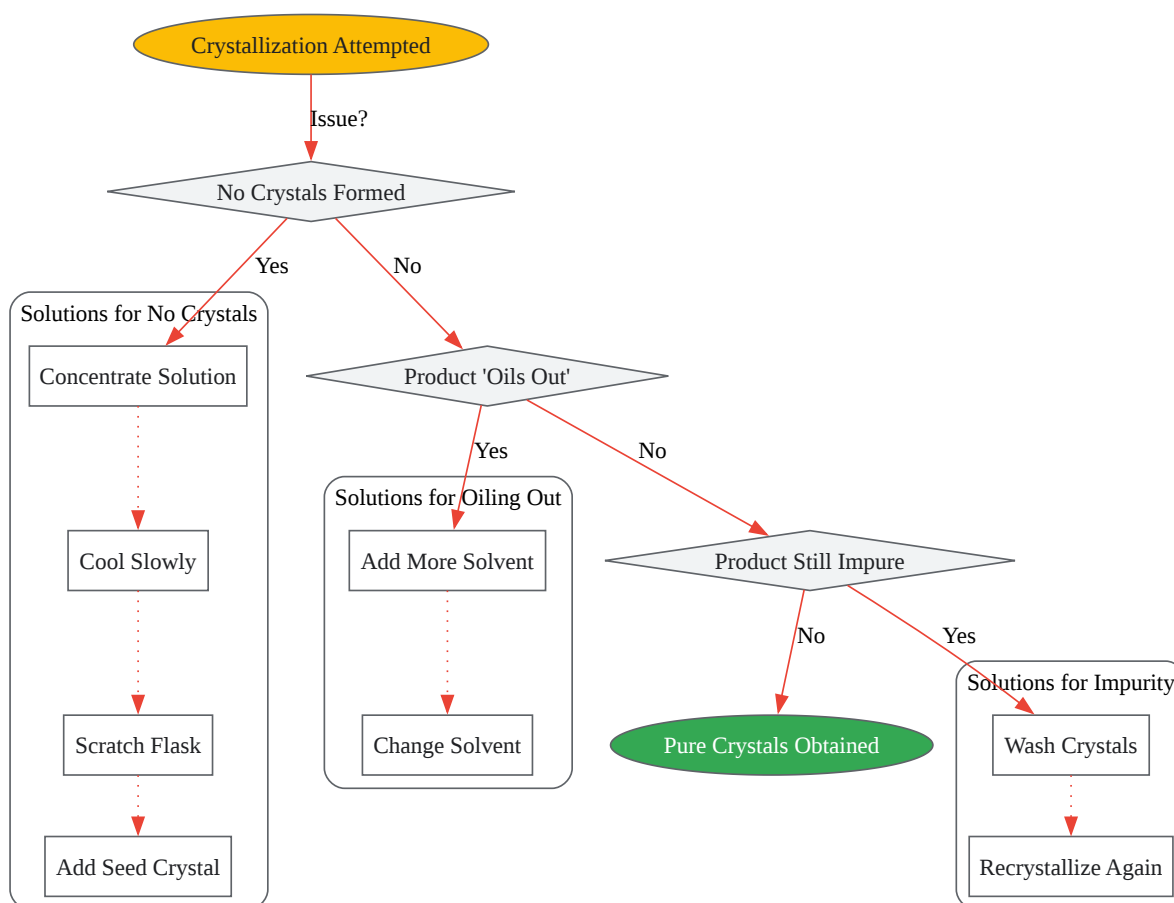 Crystallization Attempted
Issue?
No Crystals Formed
Yes
No
Solutions for No Crystals
Concentrate Solution
Product 'Oils Out'
Yes
No
Solutions for Oiling Out
Cool Slowly
Add More Solvent
Product Still Impure
No
Yes
Solutions for Impurity
Scratch Flask
Change Solvent
Pure Crystals Obtained
Wash Crystals
Add Seed Crystal
Recrystallize Again